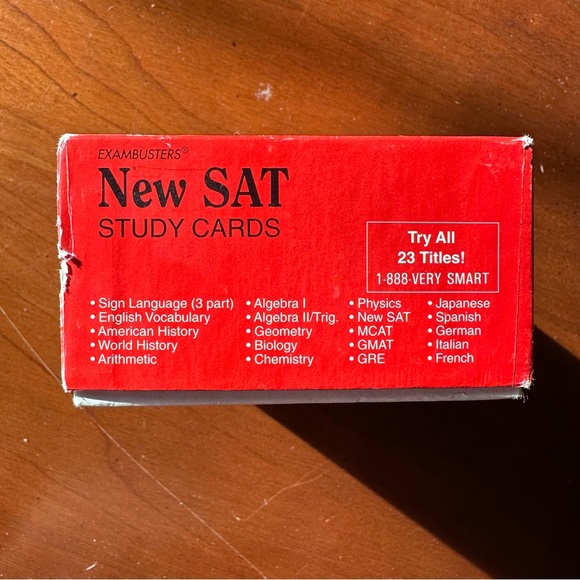 EXAMBUSTERS®
New SAT
STUDY CARDS
Try All
23 Titles!
1-888-VERY SMART
• Sign Language (3 part)
• English Vocabulary
• American History
• World History
• Arithmetic
• Algebra I
• Algebra II/Trig.
• Geometry
• Biology
• Chemistry
• Physics
• New SAT
• MCAT
• GMAT
• GRE
• Japanese
• Spanish
• German
• Italian
• French